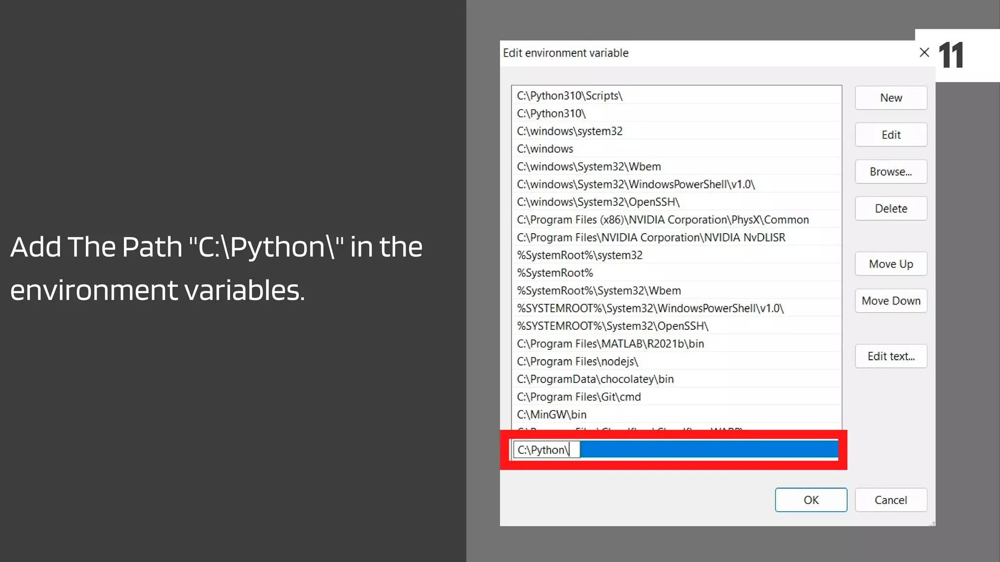 Add The Path "C:\Python\" in the
environment variables.
11
Edit environment variable
C:\Python310\Scripts\
C:\Python310\
C:\windows\system32
C:\windows
C:\windows\System32\Wbem
C:\windows\System32\WindowsPowerShell\v1.0\
C:\windows\System32\OpenSSH\
C:\Program Files (x86)\NVIDIA Corporation\PhysX\Common
C:\Program Files\NVIDIA Corporation\NVIDIA NvDLISR
%SystemRoot%\system32
%SystemRoot%
%SystemRoot%\System32\Wbem
%SYSTEMROOT%\System32\WindowsPowerShell\v1.0\
%SYSTEMROOT%\System32\OpenSSH\
C:\Program Files\MATLAB\R2021b\bin
C:\Program Files\nodejs\
C:\ProgramData\chocolatey\bin
C:\Program Files\Git\cmd
C:\MinGW\bin
C:\Python\
New
Edit
Browse...
Delete
Move Up
Move Down
Edit text...
OK
Cancel